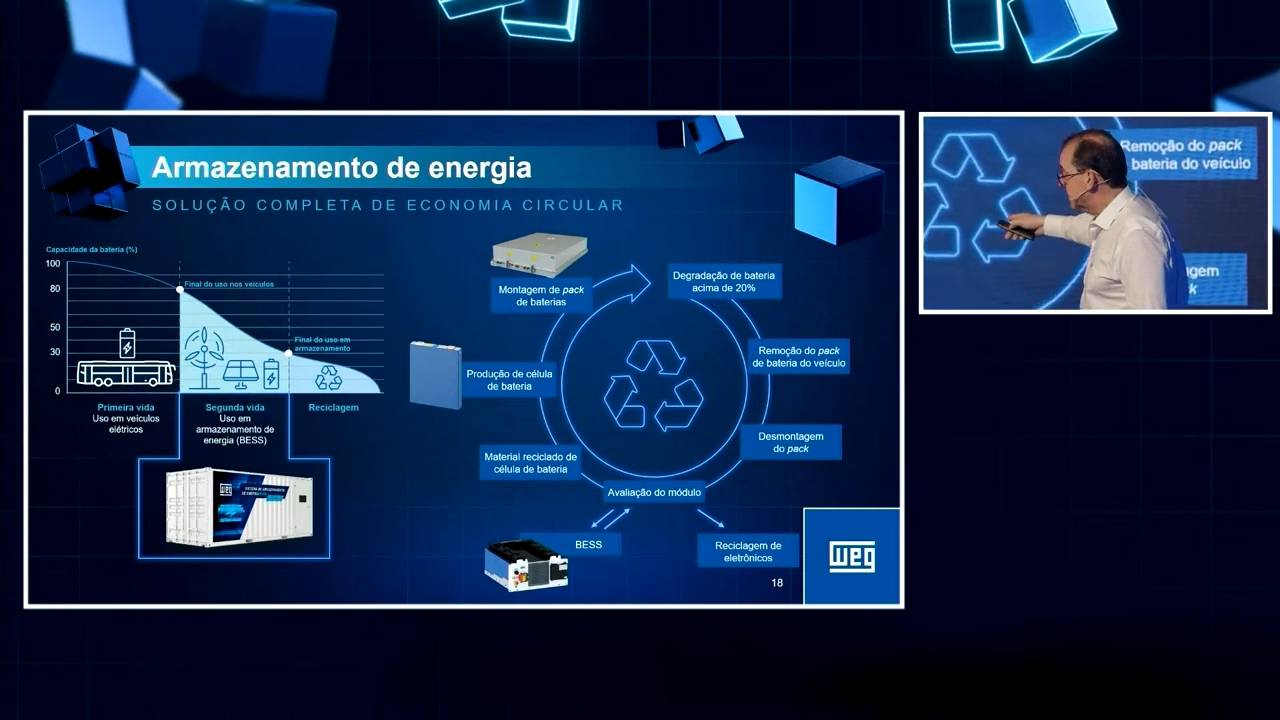 Armazenamento de energia
SOLUÇÃO COMPLETA DE ECONOMIA CIRCULAR
Capacidade da bateria (%)
100
80
50
30
0
Final do uso nos veículos
Final do uso em
armazenamento
Primeira vida
Uso em veículos
elétricos
Segunda vida
Uso em
armazenamento de
energia (BESS)
Reciclagem
weg
Montagem de pack
de baterias
Degradação de bateria
acima de 20%
Remoção do pack
de bateria do veículo
Desmontagem
do pack
Avaliação do módulo
Reciclagem de
eletrônicos
BESS
Material reciclado de
célula de bateria
Produção de célula
de bateria
18
weg
Remoção do pack
bateria do veículo
gem
k